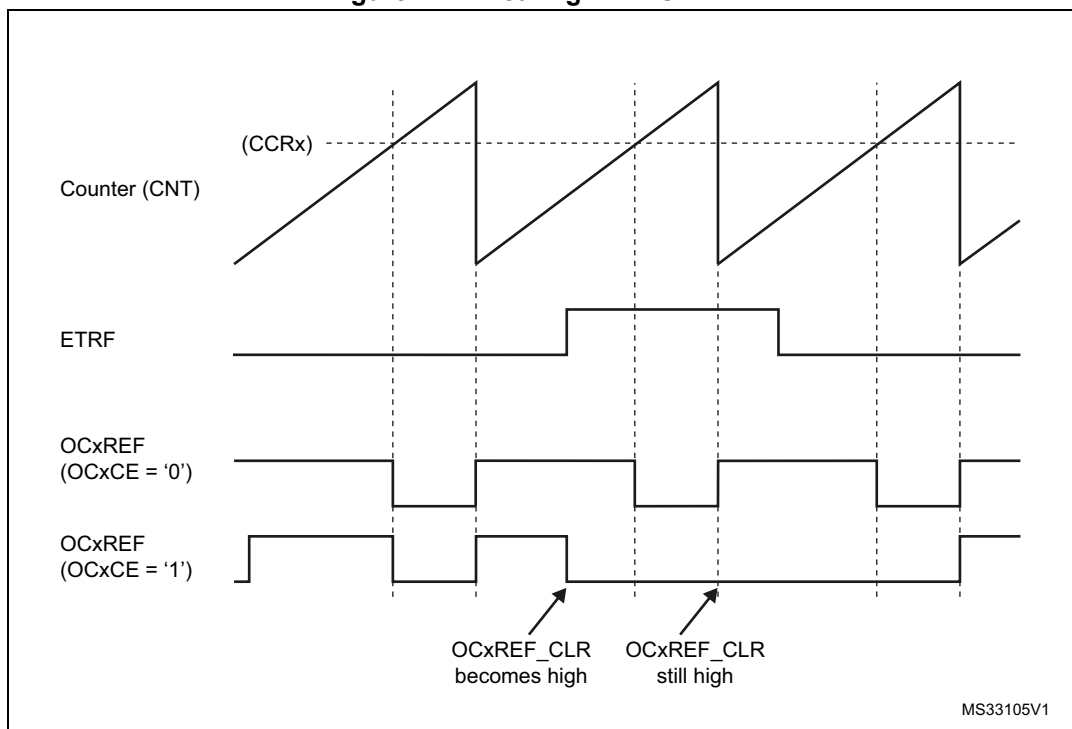 (CCRx)
Counter (CNT)
ETRF
OCxREF
(OCxCE = ‘0’)
OCxREF
(OCxCE = ‘1’)
OCxREF_CLR
becomes high
OCxREF_CLR
still high
MS33105V1